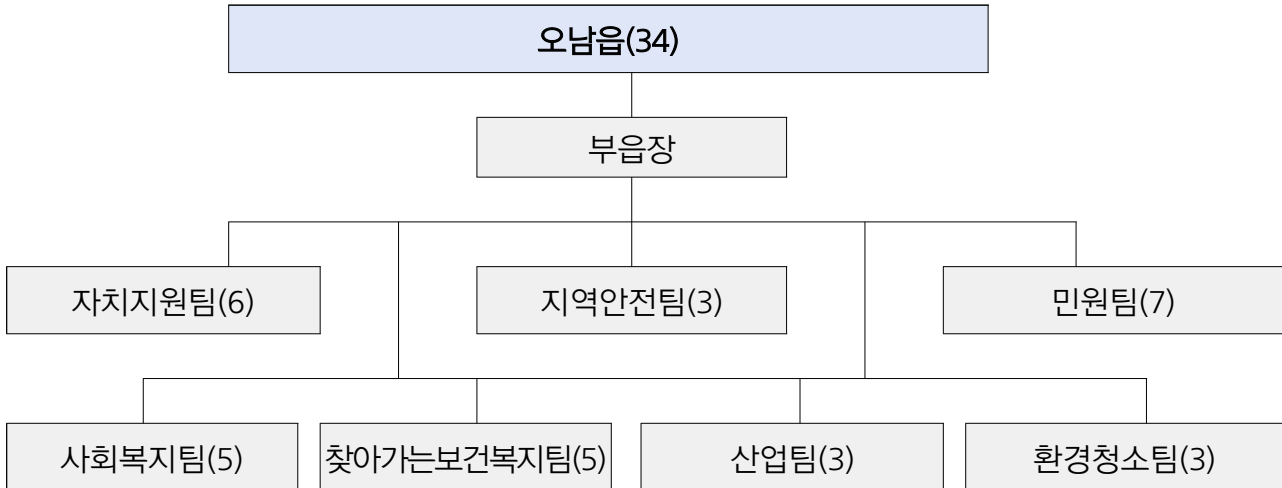 오남읍(34)
부읍장
자치지원팀(6)
지역안전팀(3)
민원팀(7)
사회복지팀(5)
찾아가는보건복지팀(5)
산업팀(3)
환경청소팀(3)